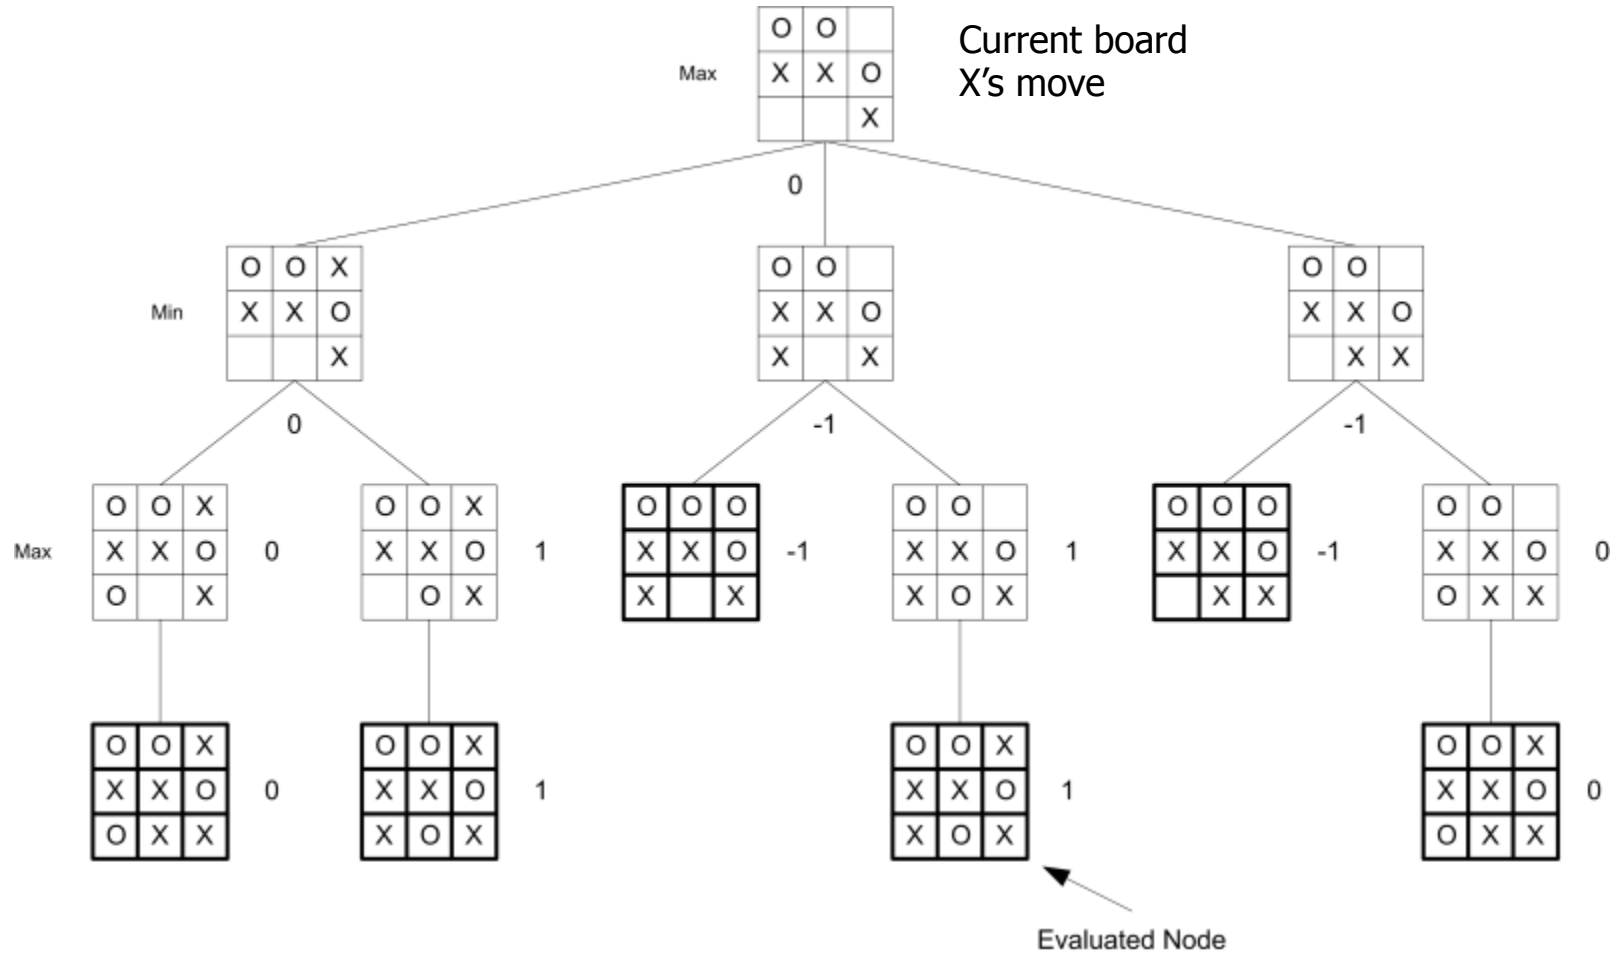 O O
Current board
Max X X O X's move
X
0
O O X O O O O
Min X X O X X O X X O
X X X X X
0 -1 -1
O O X O O X O O O O O O O O O O
Max X X O 0 X X O 1 X X O -1 X X O 1 X X O -1 X X O 0
O X O X X X X O X X X O X X
O O X O O X O O X O O X
X X O 0 X X O 1 X X O 1 X X O 0
O X X X O X X O X O X X
Evaluated Node